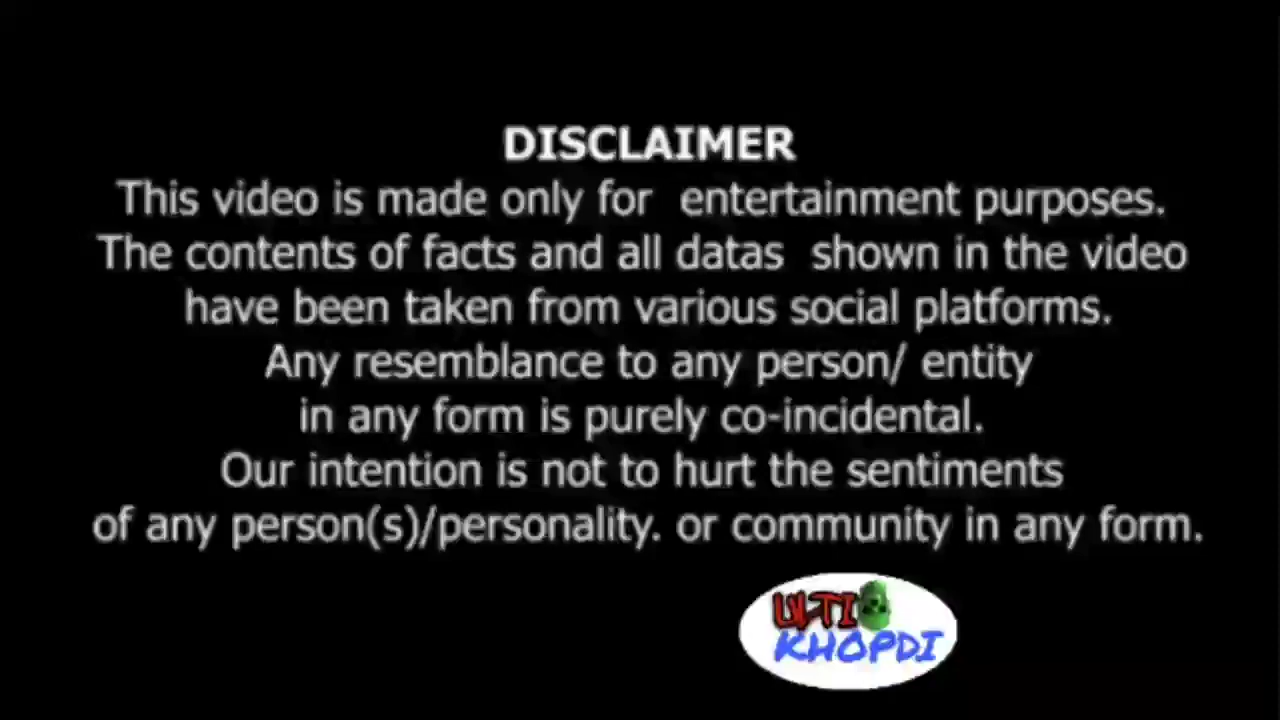 DISCLAIMER
This video is made only for entertainment purposes.
The contents of facts and all datas shown in the video
have been taken from various social platforms.
Any resemblance to any person/ entity
in any form is purely co-incidental.
Our intention is not to hurt the sentiments
of any person(s)/personality. or community in any form.
ULTI
KHOPDI